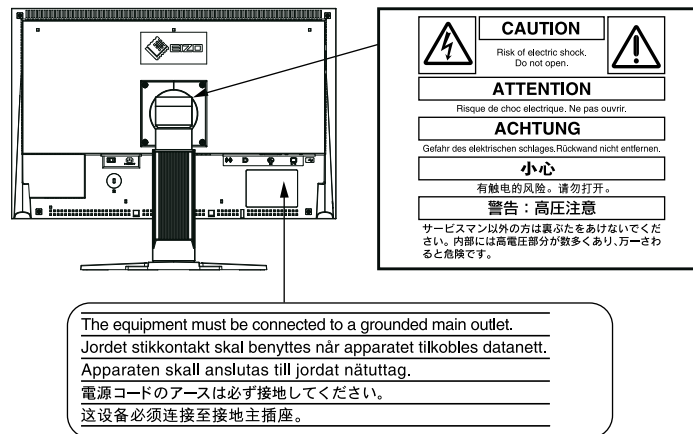 EIZO
CAUTION
Risk of electric shock.
Do not open.
ATTENTION
Risque de choc electrique. Ne pas ouvrir.
ACHTUNG
Gefahr des elektrischen schlages. Rückwand nicht entfernen.
小心
有触电的风险。请勿打开。
警告：高圧注意
サービスマン以外の方は裏ぶたをあけないでくだ
さい。内部には高電圧部分が数多くあり、万一さわ
ると危険です。
The equipment must be connected to a grounded main outlet.
Jordet stikkontakt skal benyttes når apparatet tilkobles datanett.
Apparaten skall anslutas till jordat nätuttag.
電源コードのアースは必ず接地してください。
这设备必须连接至接地主插座。